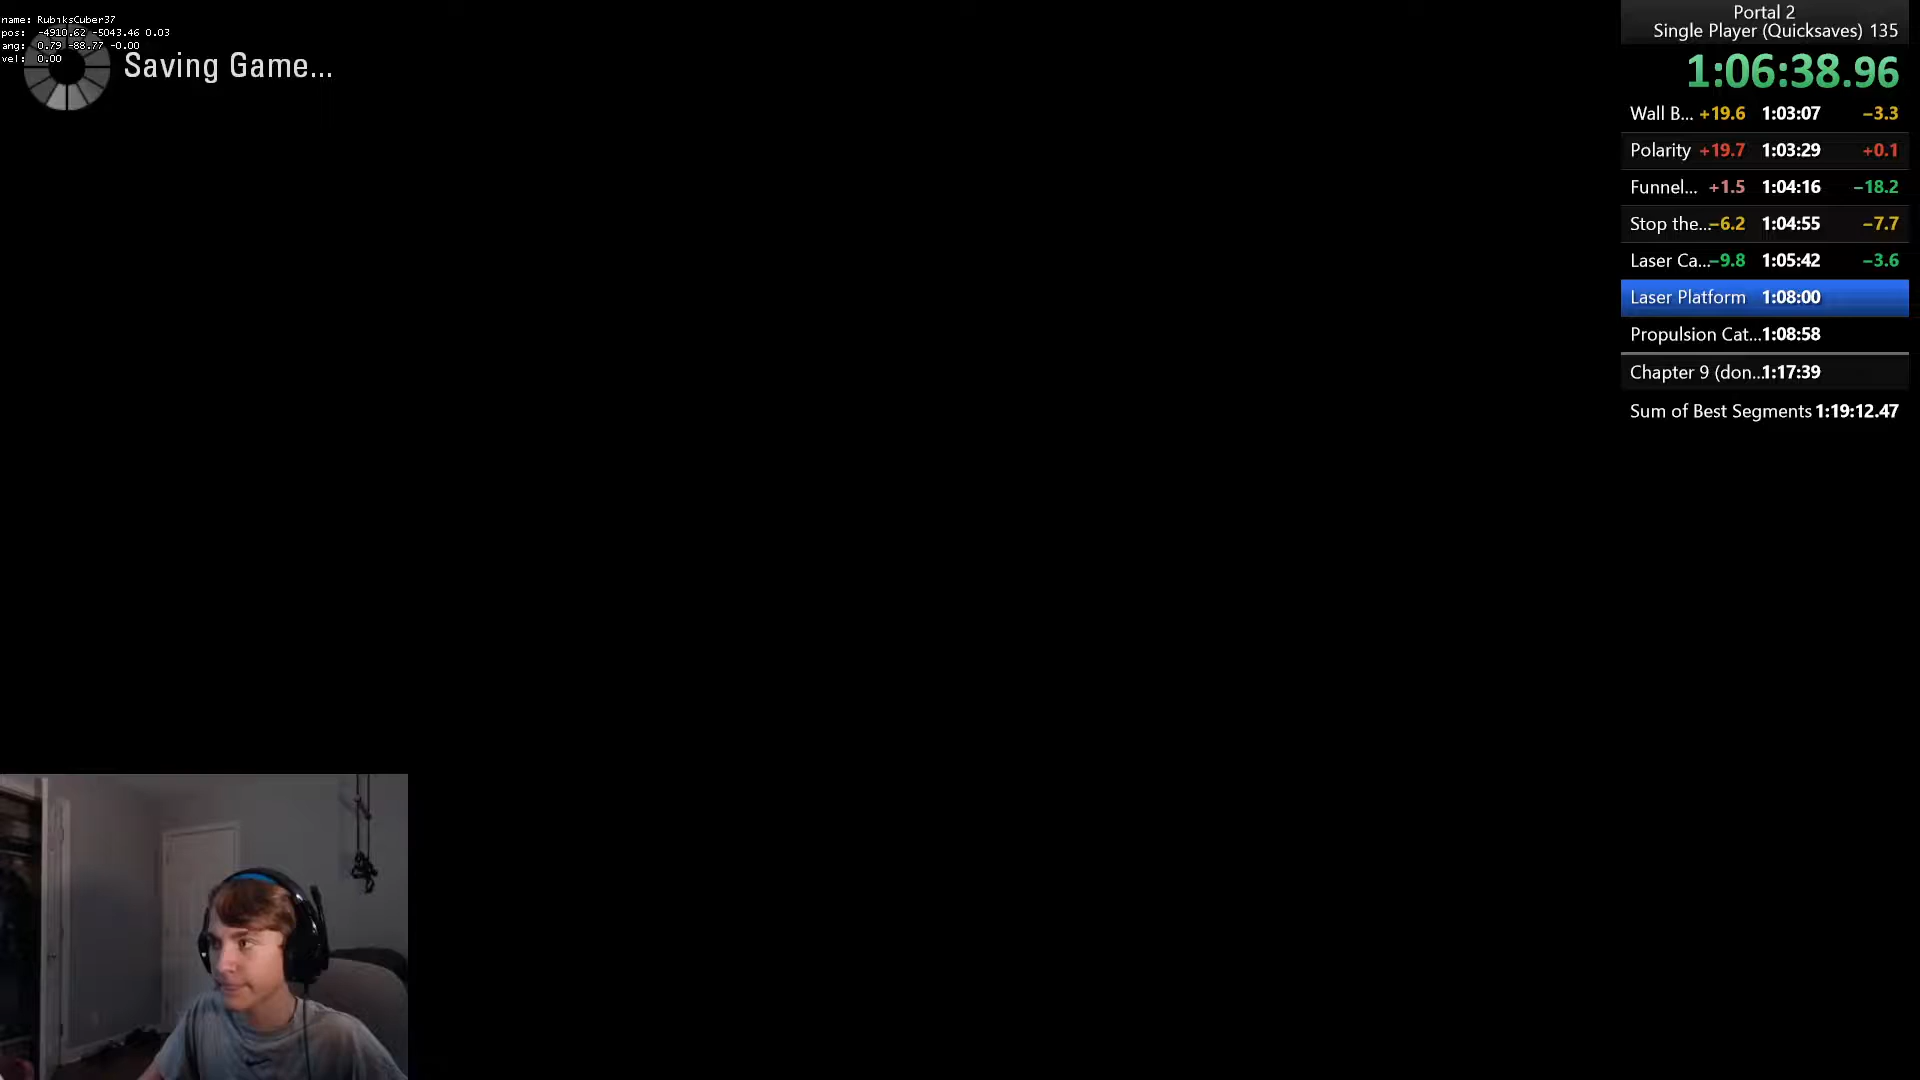 name: RubiksCuber37
pos: -4910.62 -5043.46 0.03
ang: 0.79 -88.77 -0.00
vel: 0.00
Saving Game...
Portal 2
Single Player (Quicksaves) 135
1:06:38.96
Wall B... +19.6 1:03:07 −3.3
Polarity +19.7 1:03:29 +0.1
Funnel... +1.5 1:04:16 −18.2
Stop the... −6.2 1:04:55 −7.7
Laser Ca... −9.8 1:05:42 −3.6
Laser Platform 1:08:00
Propulsion Cat... 1:08:58
Chapter 9 (don... 1:17:39
Sum of Best Segments 1:19:12.47